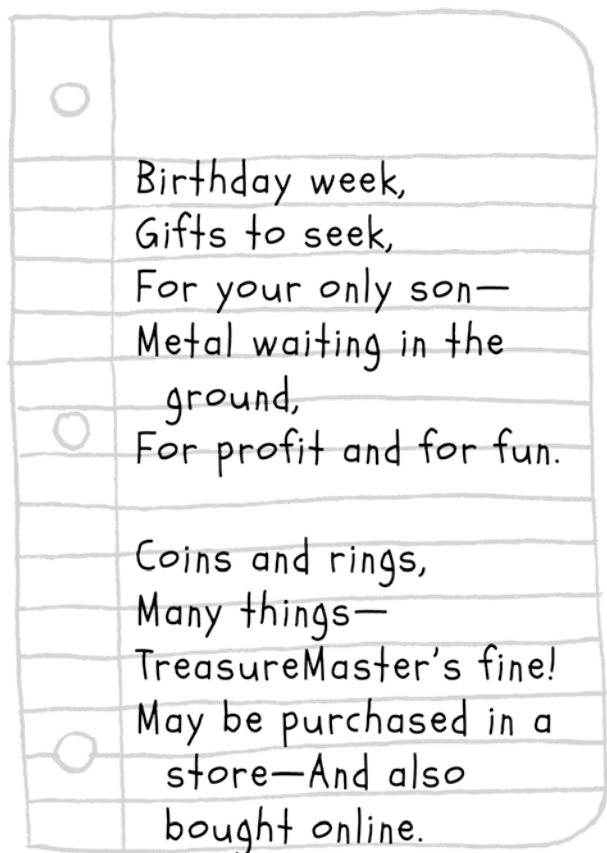 Birthday week,
Gifts to seek,
For your only son—
Metal waiting in the
ground,
For profit and for fun.

Coins and rings,
Many things—
TreasureMaster's fine!
May be purchased in a
store—And also
bought online.